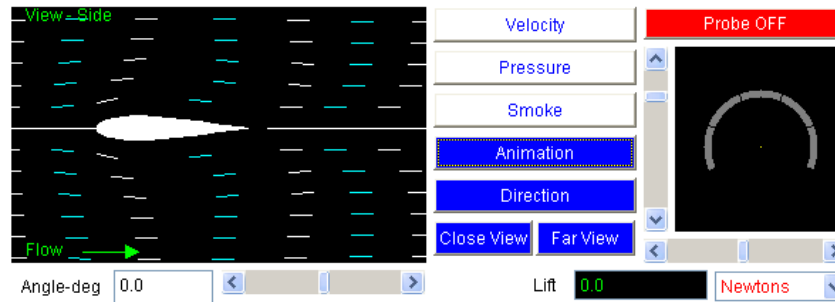 View - Side
Velocity
Probe OFF
Pressure
Smoke
Animation
Direction
Close View Far View
Flow
Angle-deg 0.0 Lift 0.0 Newtons